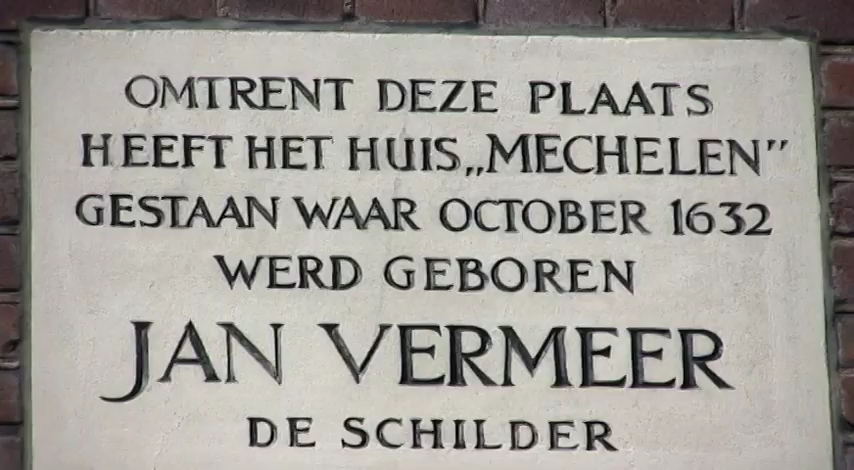 OMTRENT DEZE PLAATS
HEEFT HET HUIS „MECHELEN”
GESTAAN WAAR OCTOBER 1632
WERD GEBOREN
JAN VERMEER
DE SCHILDER